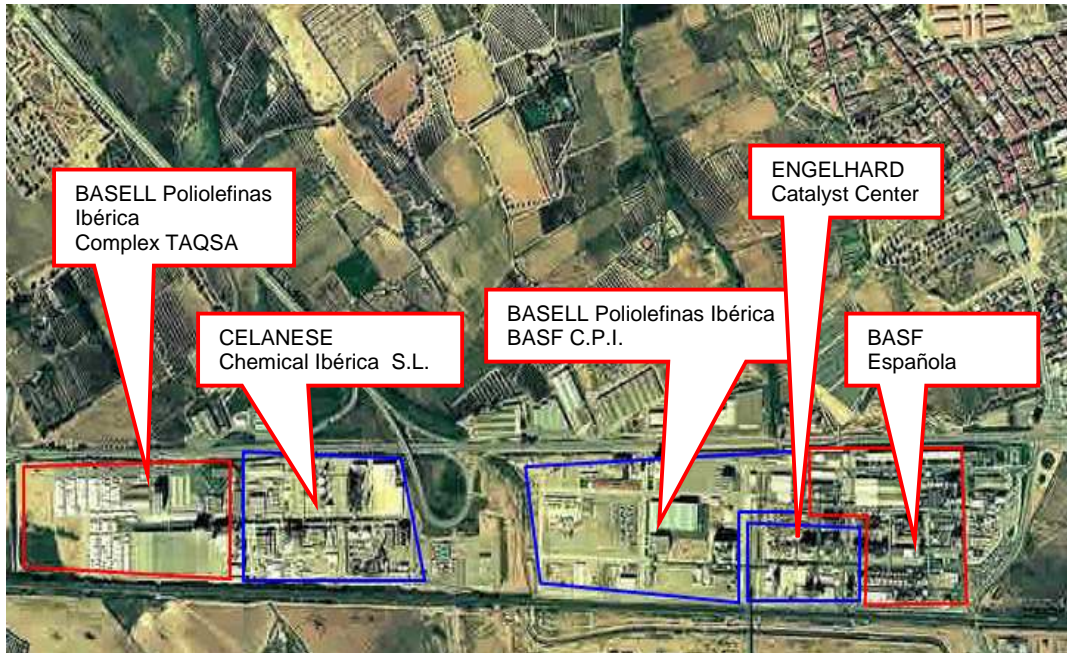 BASELL Poliolefinas
Ibérica
Complex TAQSA
CELANESE
Chemical Ibérica S.L.
BASELL Poliolefinas Ibérica
BASF C.P.I.
ENGELHARD
Catalyst Center
BASF
Española